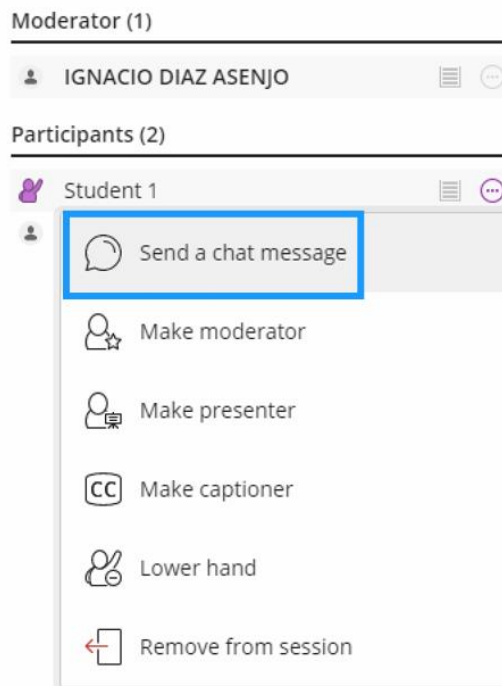 Moderator (1)
IGNACIO DIAZ ASENJO
Participants (2)
Student 1
Send a chat message
Make moderator
Make presenter
CC Make captioner
Lower hand
Remove from session